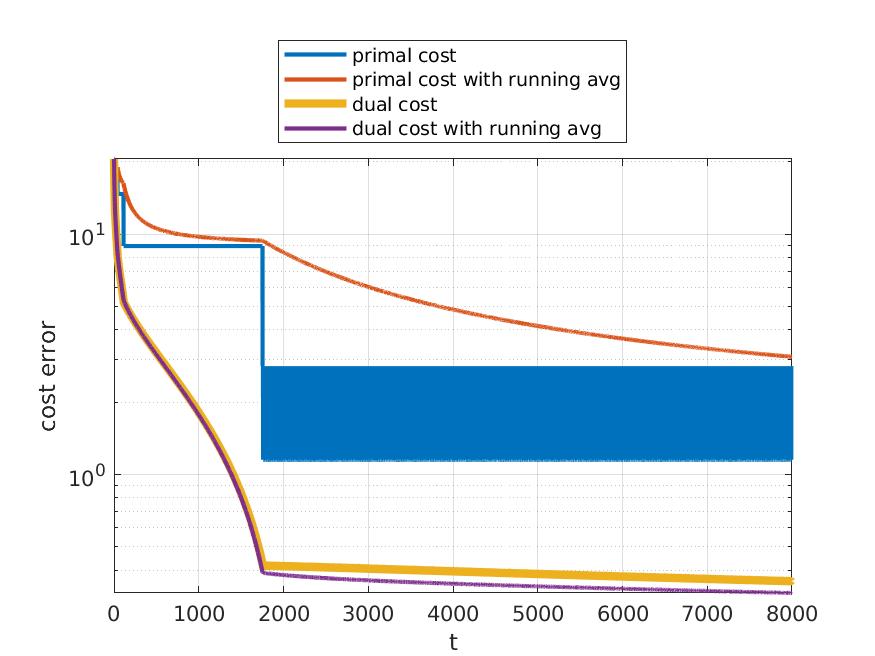 primal cost
primal cost with running avg
dual cost
dual cost with running avg
10^1
10^0
cost error
0 1000 2000 3000 4000 5000 6000 7000 8000
t